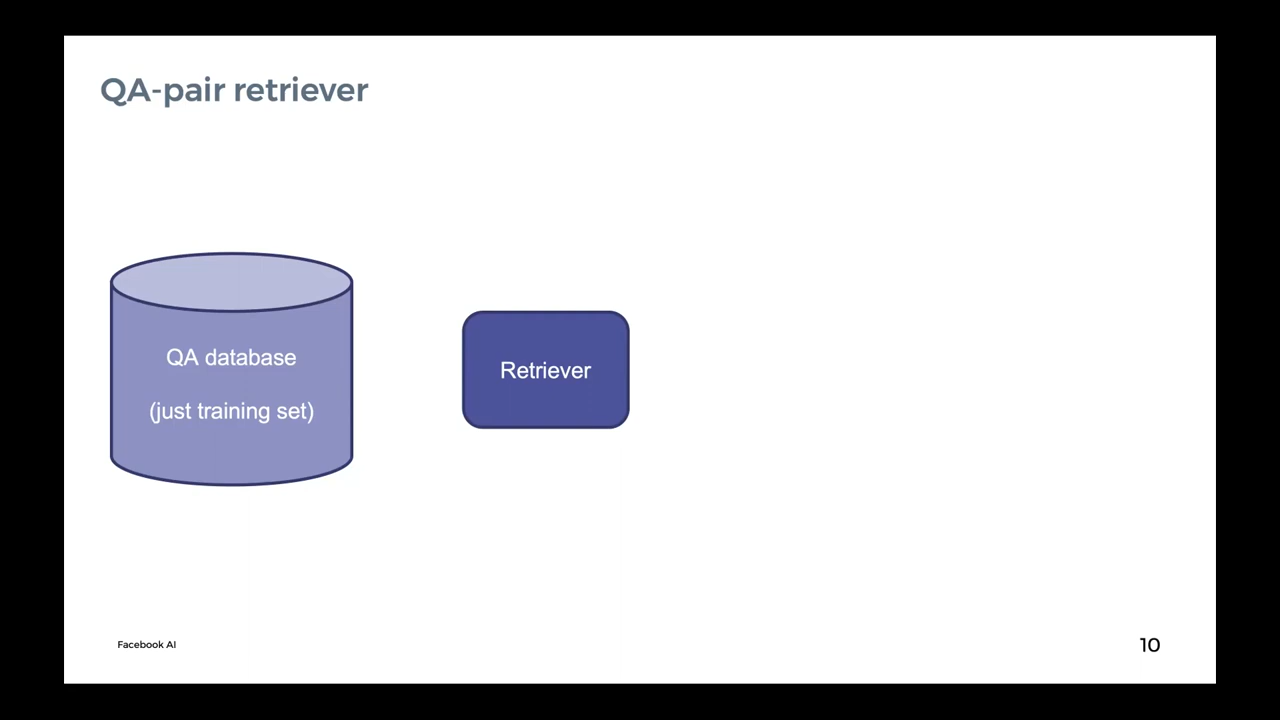 QA-pair retriever
QA database
(just training set)
Retriever
Facebook AI
10